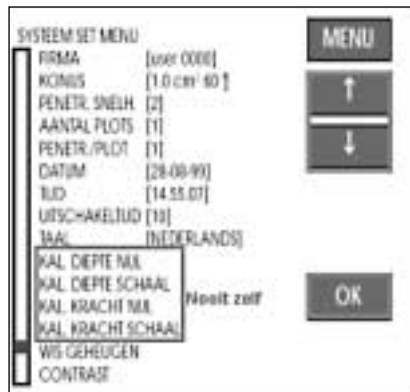 SYSTEEM SET MENU
MENU
FIRMA [user 0000]
KONUS [1.0 cm² 60°]
PENETR. SNELH. [2]
AANTAL PLOTS [1]
PENETR./PLOT [1]
DATUM [28-08-99]
TIJD [14.55.07]
UITSCHAKELTIJD [10]
TAAL [NEDERLANDS]
KAL. DIEPTE NUL
KAL. DIEPTE SCHAAL
KAL. KRACHT NUL
KAL. KRACHT SCHAAL
Nooit zelf
OK
WIS GEHEUGEN
CONTRAST
↑
↓